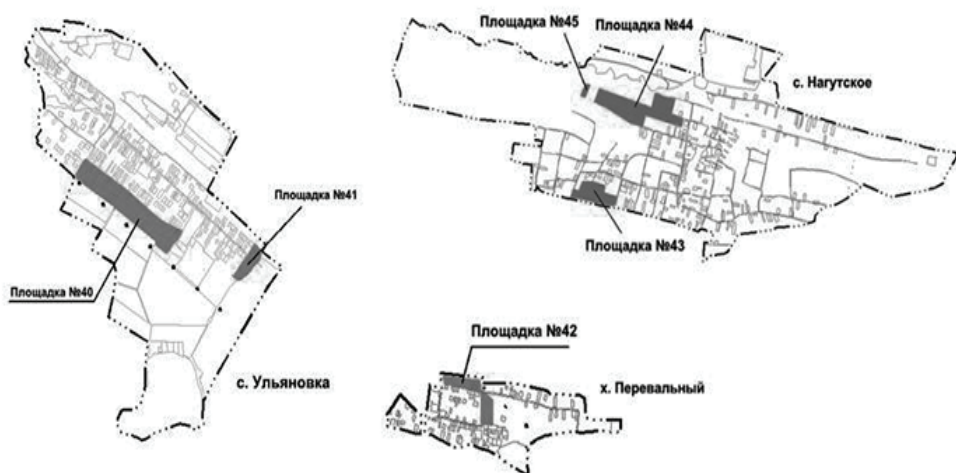 Площадка №45
Площадка №44
с. Нагутское
Площадка №41
Площадка №43
Площадка №40
Площадка №42
с. Ульяновка
х. Перевальный